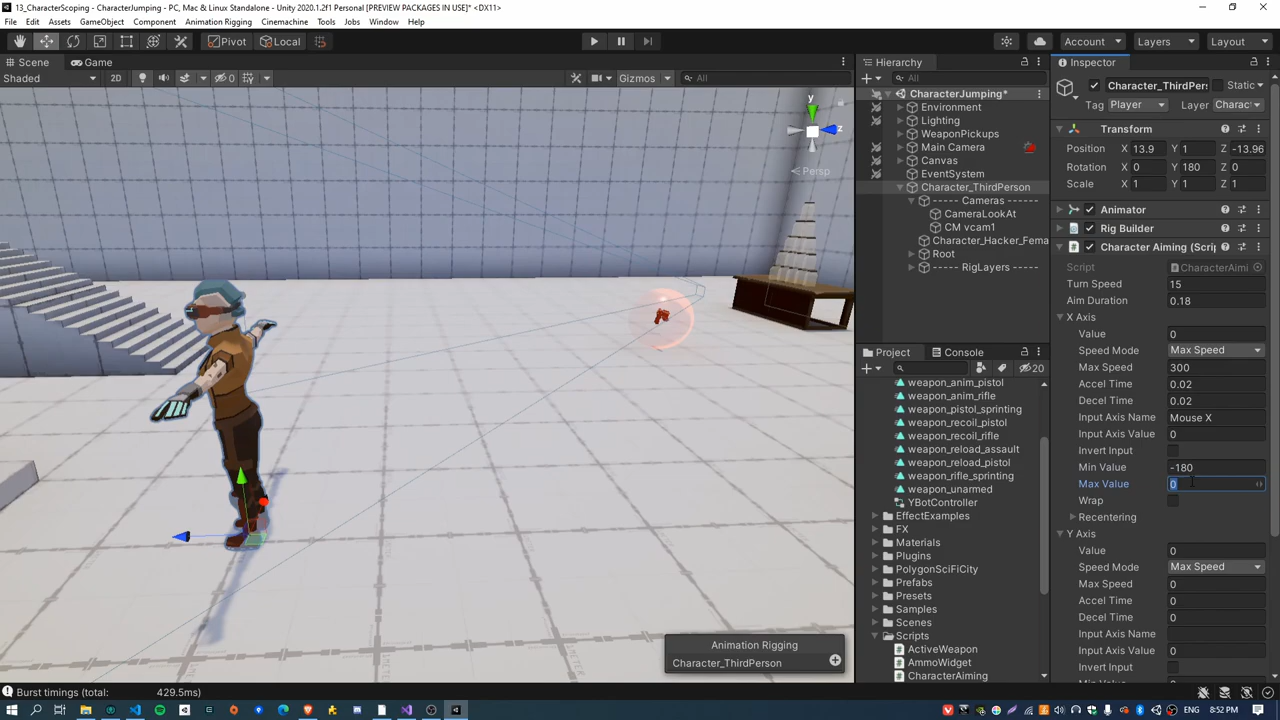 13_CharacterScoping - CharacterJumping - PC, Mac & Linux Standalone - Unity 2020.1.2f1 Personal [PREVIEW PACKAGES IN USE]* <DX11>
File Edit Assets GameObject Component Animation Rigging Cinemachine Tools Jobs Window Help
Pivot Local Account Layers Layout
Scene Game
Shaded 2D 0 Gizmos All
y
z
Persp
Animation Rigging
Character_ThirdPerson
Hierarchy
All
CharacterJumping*
Environment
Lighting
WeaponPickups
Main Camera
Canvas
EventSystem
Character_ThirdPerson
----- Cameras ------
CameraLookAt
CM vcam1
Character_Hacker_Fema
Root
----- RigLayers ------
Project Console
20
weapon_anim_pistol
weapon_anim_rifle
weapon_pistol_sprinting
weapon_recoil_pistol
weapon_recoil_rifle
weapon_reload_assault
weapon_reload_pistol
weapon_rifle_sprinting
weapon_unarmed
YBotController
EffectExamples
FX
Materials
Plugins
PolygonSciFiCity
Prefabs
Presets
Samples
Scenes
Scripts
ActiveWeapon
AmmoWidget
CharacterAiming
Inspector
Character_ThirdPers Static
Tag Player Layer Charac
Transform
Position X 13.9 Y 1 Z -13.96
Rotation X 0 Y 180 Z 0
Scale X 1 Y 1 Z 1
Animator
Rig Builder
Character Aiming (Scrip
Script CharacterAimi
Turn Speed 15
Aim Duration 0.18
X Axis
Value 0
Speed Mode Max Speed
Max Speed 300
Accel Time 0.02
Decel Time 0.02
Input Axis Name Mouse X
Input Axis Value 0
Invert Input
Min Value -180
Max Value 0
Wrap
Recentering
Y Axis
Value 0
Speed Mode Max Speed
Max Speed 0
Accel Time 0
Decel Time 0
Input Axis Name
Input Axis Value 0
Invert Input
Burst timings (total: 429.5ms)
8:52 PM